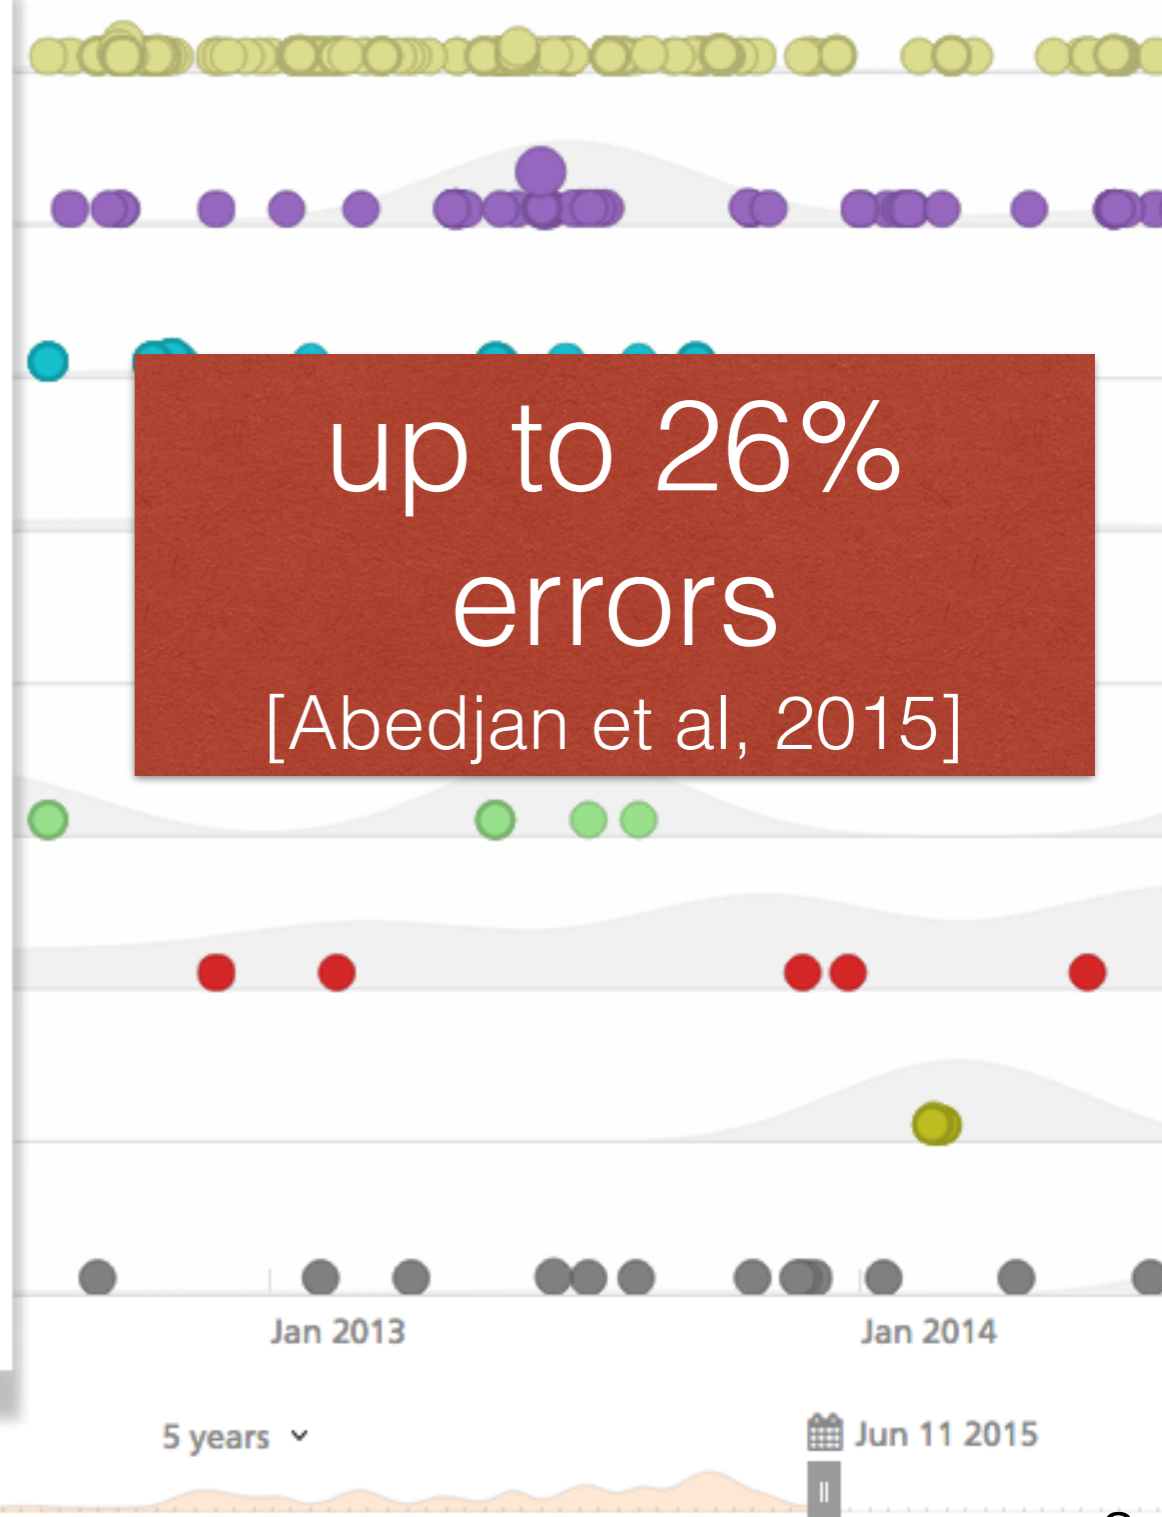 up to 26%
errors
[Abedjan et al, 2015]
Jan 2013
Jan 2014
5 years
Jun 11 2015